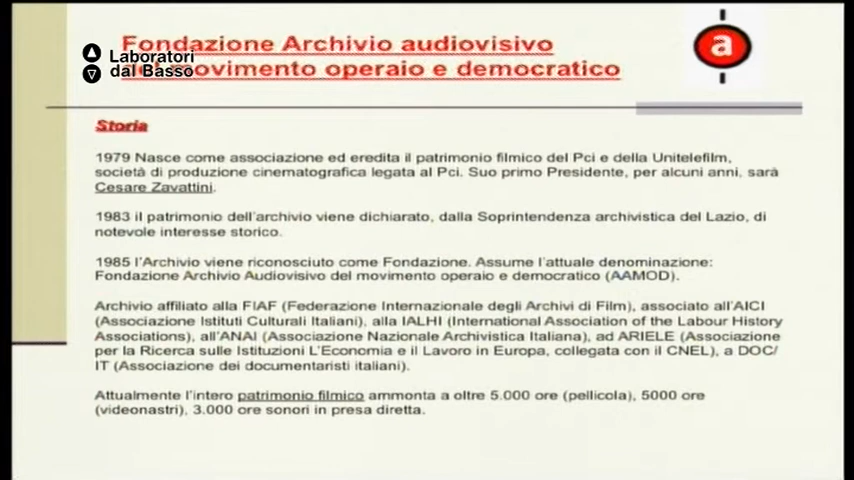 Fondazione Archivio audiovisivo
del movimento operaio e democratico
Laboratori
dal Basso
a
Storia
1979 Nasce come associazione ed eredita il patrimonio filmico del Pci e della Unitelefilm,
società di produzione cinematografica legata al Pci. Suo primo Presidente, per alcuni anni, sarà
Cesare Zavattini.
1983 il patrimonio dell'archivio viene dichiarato, dalla Soprintendenza archivistica del Lazio, di
notevole interesse storico.
1985 l'Archivio viene riconosciuto come Fondazione. Assume l'attuale denominazione:
Fondazione Archivio Audiovisivo del movimento operaio e democratico (AAMOD).
Archivio affiliato alla FIAF (Federazione Internazionale degli Archivi di Film), associato all'AICI
(Associazione Istituti Culturali Italiani), alla IALHI (International Association of the Labour History
Associations), all'ANAI (Associazione Nazionale Archivistica Italiana), ad ARIELE (Associazione
per la Ricerca sulle Istituzioni L'Economia e il Lavoro in Europa, collegata con il CNEL), a DOC/
IT (Associazione dei documentaristi italiani).
Attualmente l'intero patrimonio filmico ammonta a oltre 5.000 ore (pellicola), 5000 ore
(videonastri), 3.000 ore sonori in presa diretta.